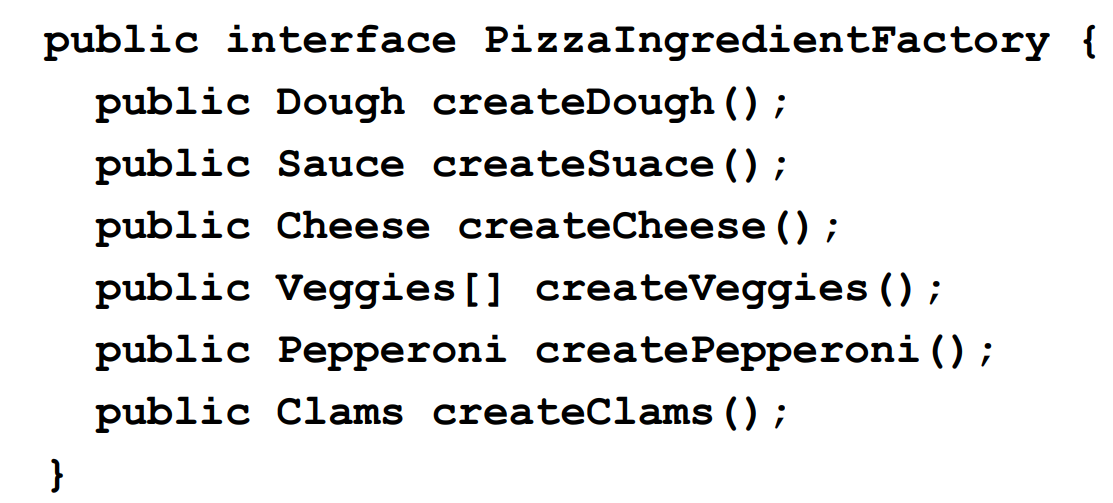 public interface PizzaIngredientFactory {
public Dough createDough();
public Sauce createSuace();
public Cheese createCheese();
public Veggies[] createVeggies();
public Pepperoni createPepperoni();
public Clams createClams();
}